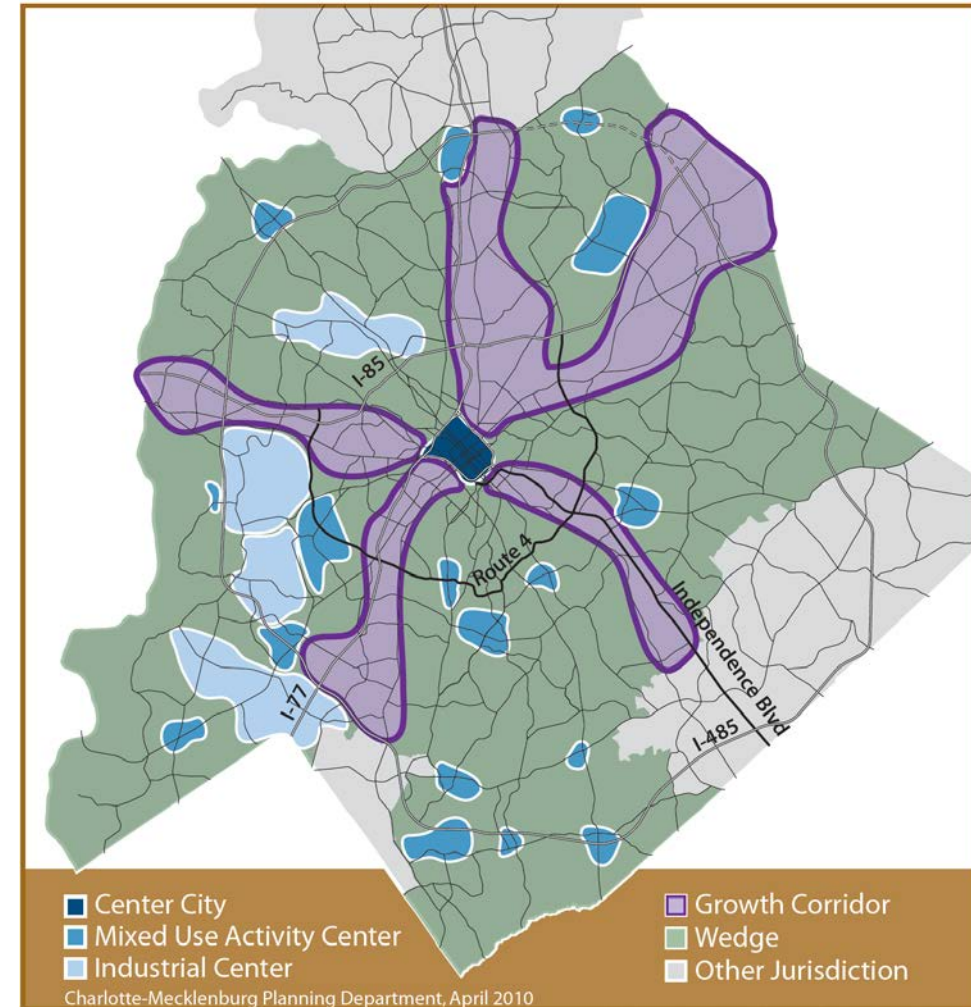 I-85
Route 4
Independence Blvd
I-77
I-485
Center City
Mixed Use Activity Center
Industrial Center
Growth Corridor
Wedge
Other Jurisdiction
Charlotte-Mecklenburg Planning Department, April 2010